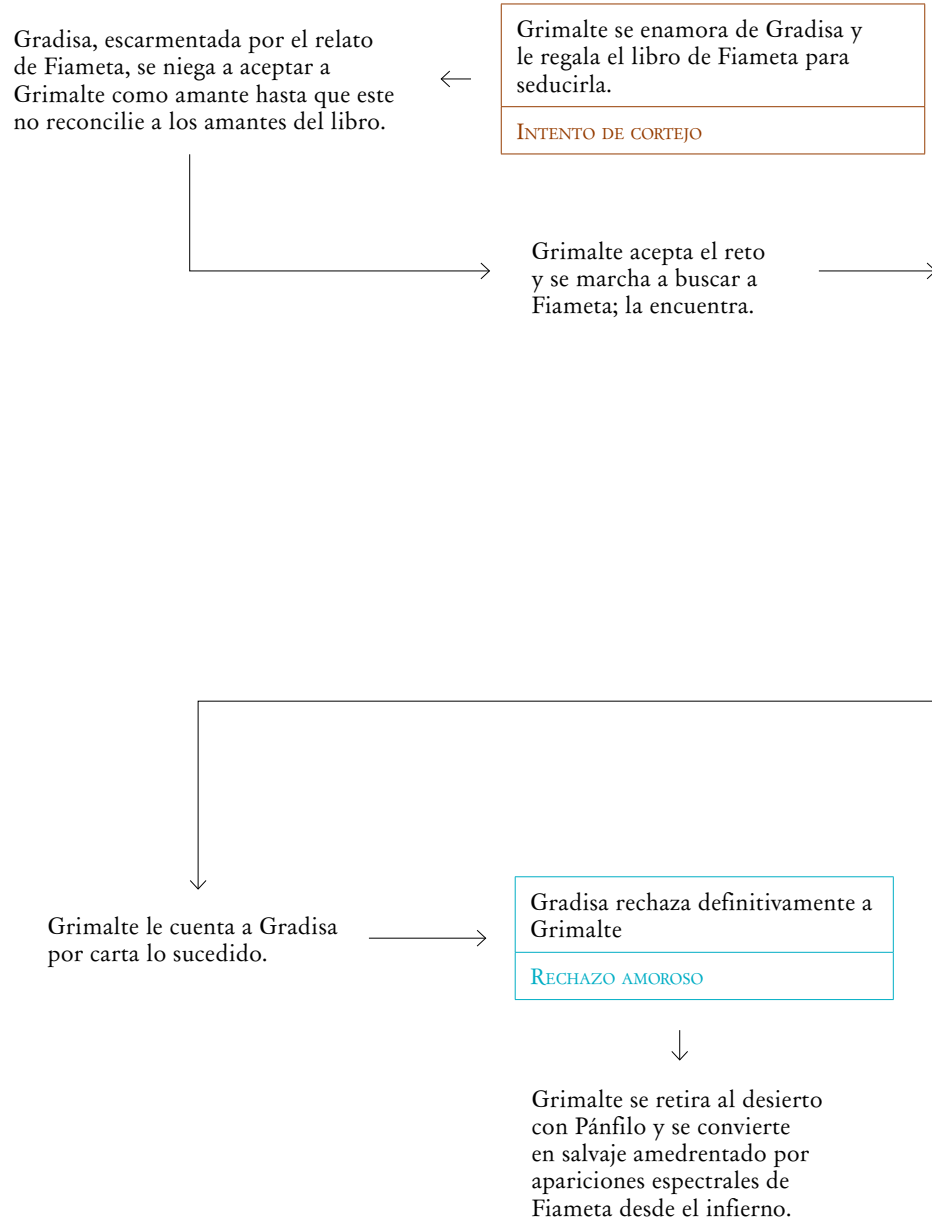 Grimalte se enamora de Gradisa y
le regala el libro de Fiameta para
seducirla.
Intento de cortejo
Gradisa, escarmentada por el relato
de Fiameta, se niega a aceptar a
Grimalte como amante hasta que este
no reconcilie a los amantes del libro.
Grimalte acepta el reto
y se marcha a buscar a
Fiameta; la encuentra.
Grimalte le cuenta a Gradisa
por carta lo sucedido.
Gradisa rechaza definitivamente a
Grimalte
Rechazo amoroso
Grimalte se retira al desierto
con Pánfilo y se convierte
en salvaje amedrentado por
apariciones espectrales de
Fiameta desde el infierno.